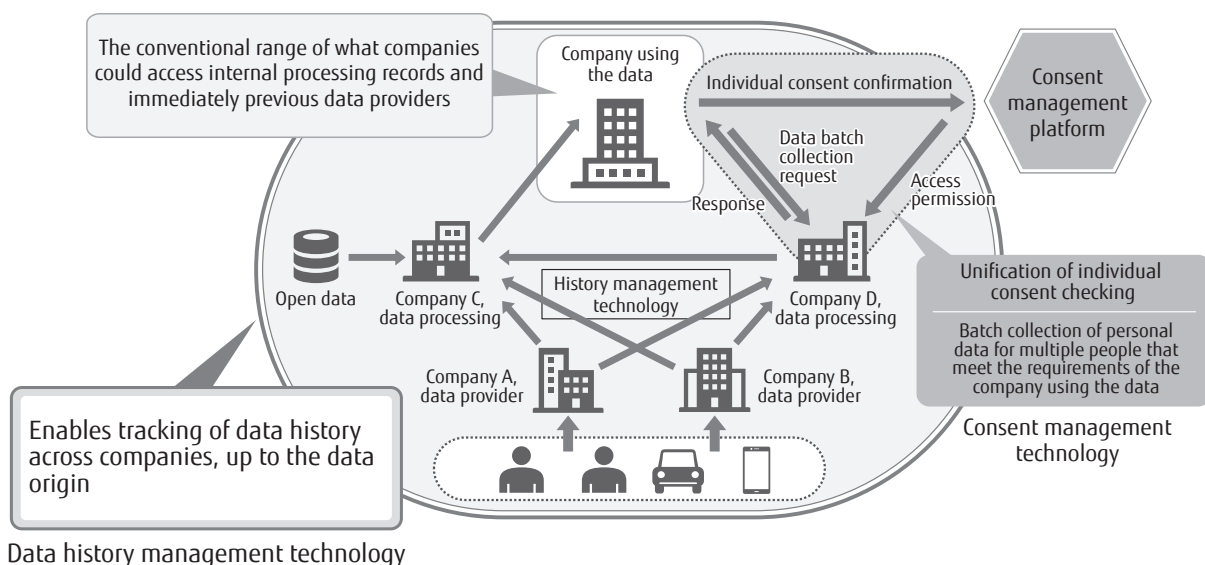 The conventional range of what companies
could access internal processing records and
immediately previous data providers
Company using
the data
Individual consent confirmation
Consent
management
platform
Data batch
collection
request
Response
Access
permission
Open data
Company C,
data processing
History management
technology
Company D,
data processing
Unification of individual
consent checking
Batch collection of personal
data for multiple people that
meet the requirements of the
company using the data
Consent management
technology
Company A,
data provider
Company B,
data provider
Enables tracking of data history
across companies, up to the data
origin
Data history management technology